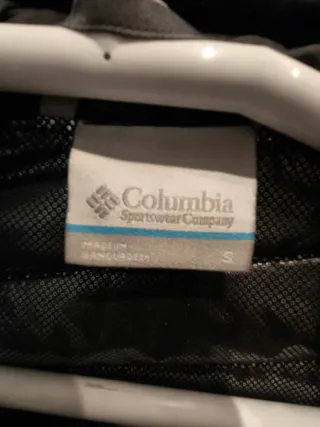 Columbia
Sportswear Company
MADE IN
BANGLADESH
S